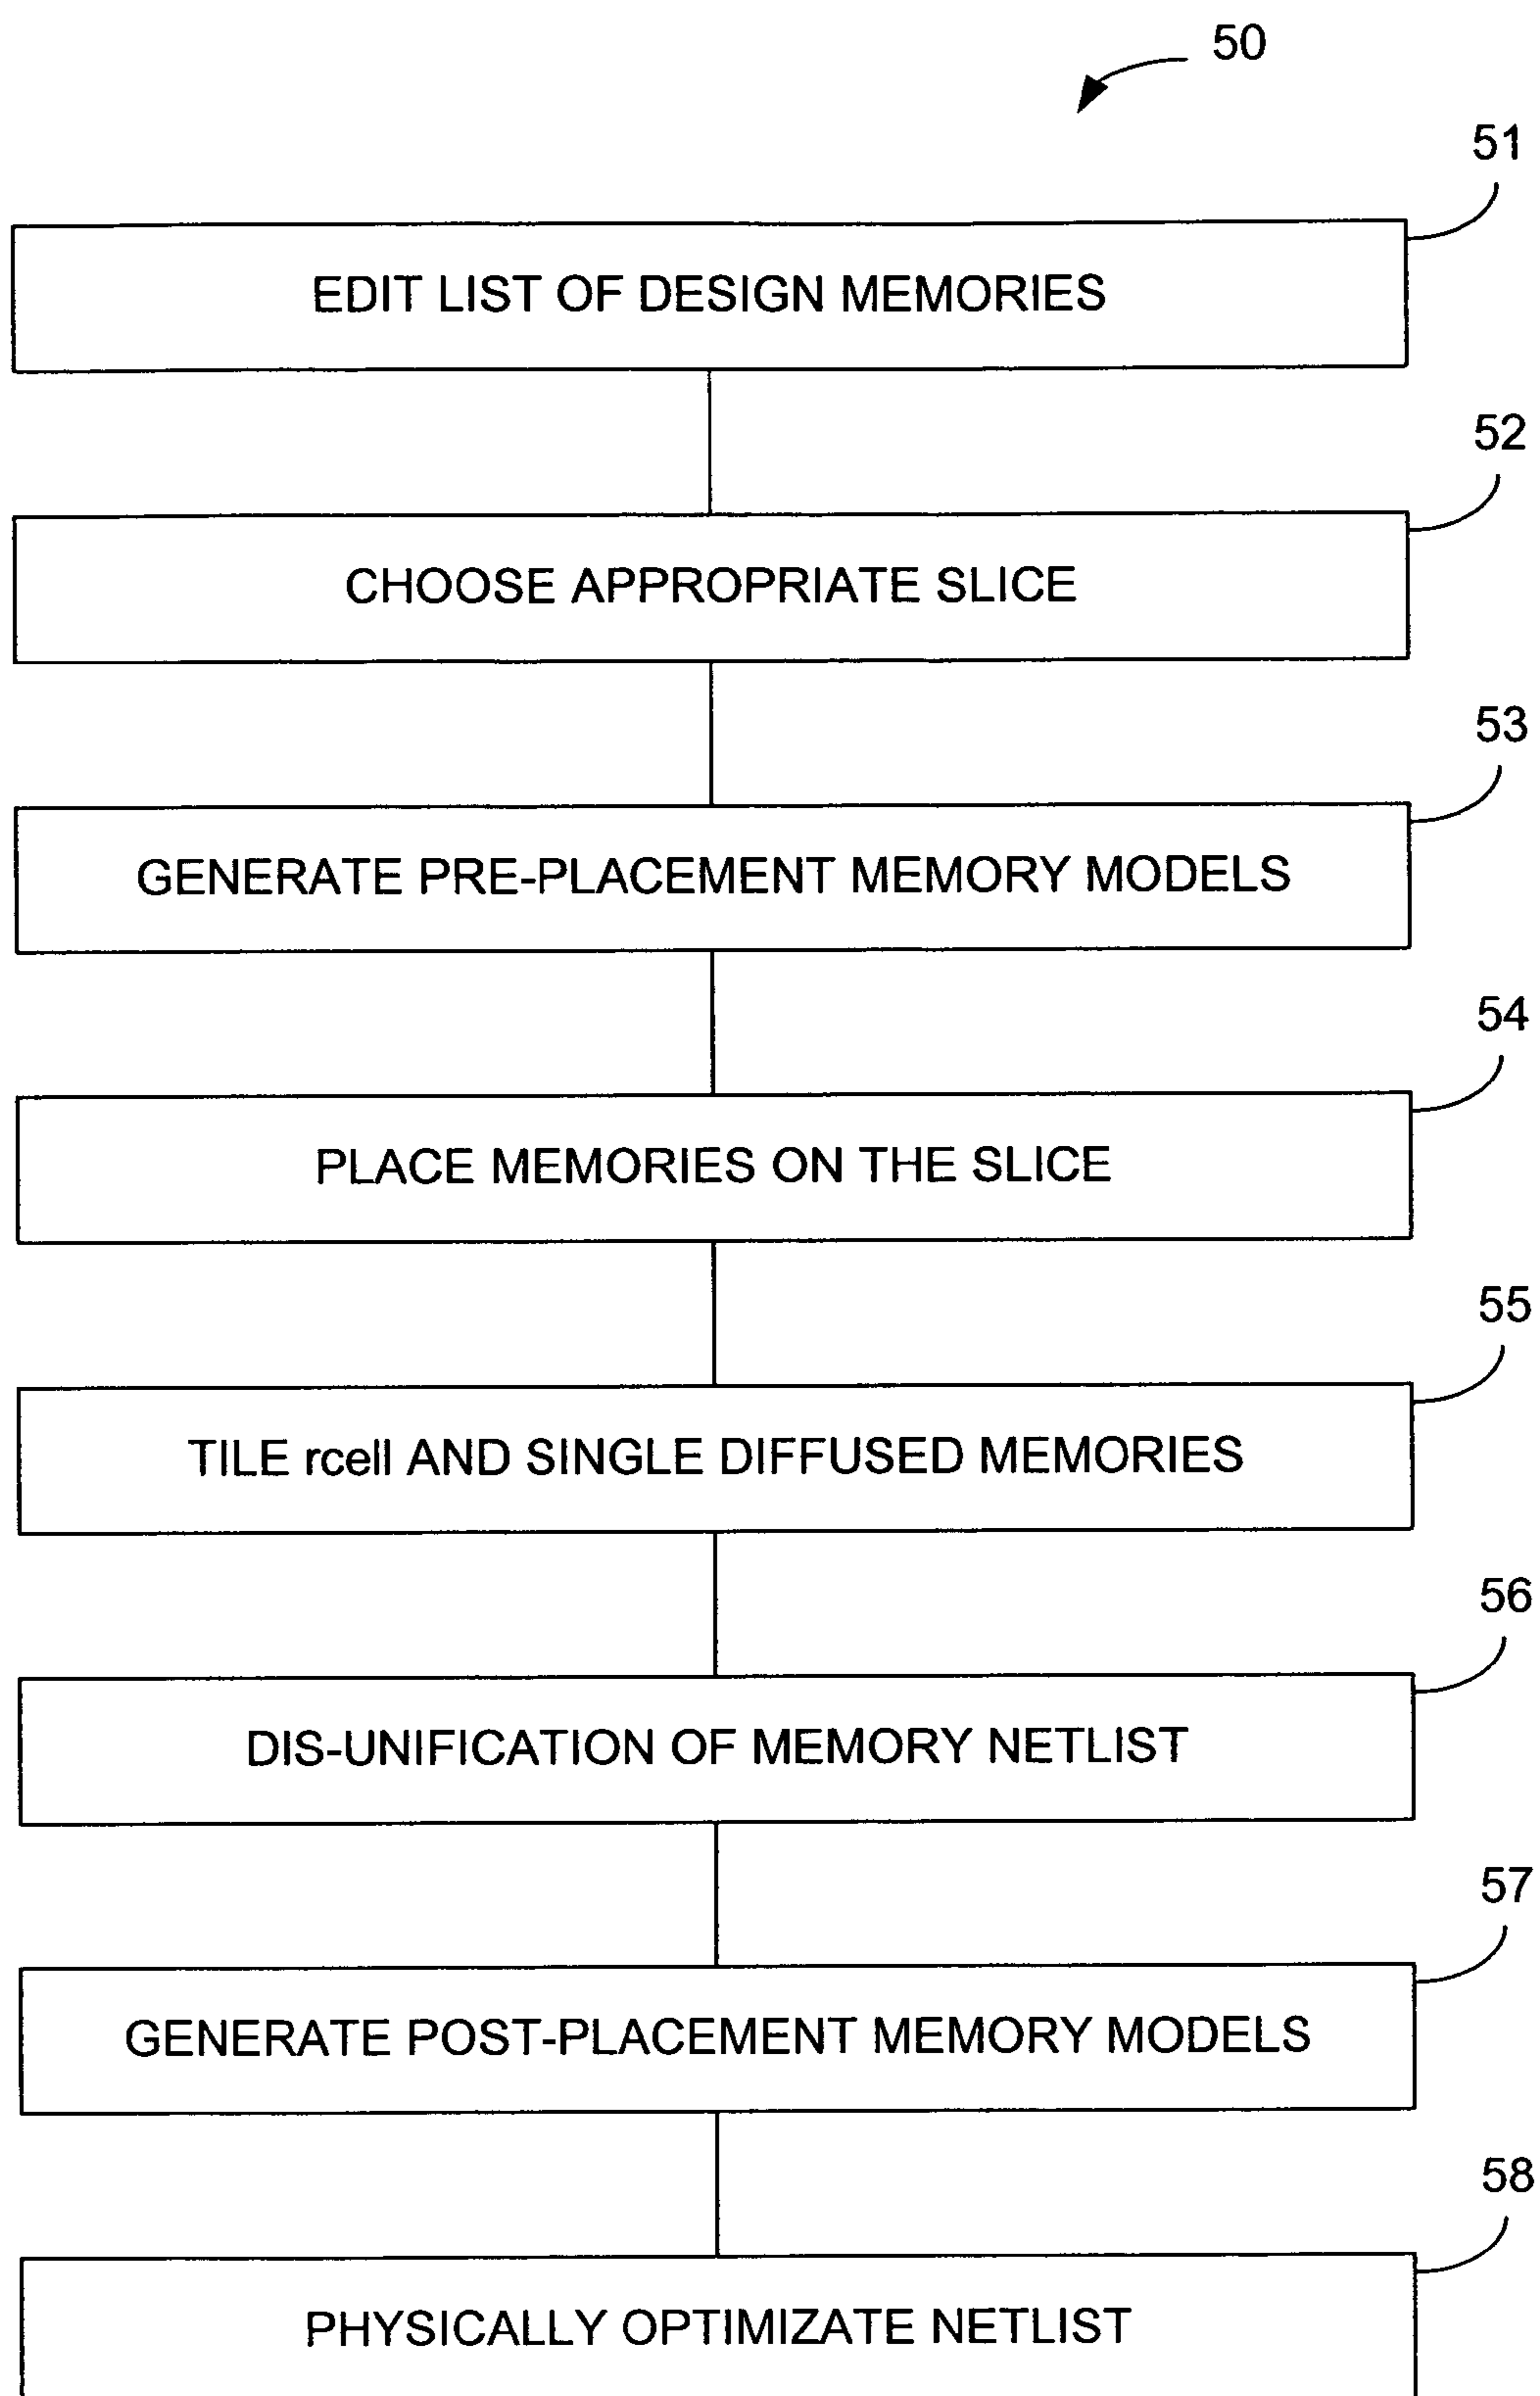 50
51
EDIT LIST OF DESIGN MEMORIES
52
CHOOSE APPROPRIATE SLICE
53
GENERATE PRE-PLACEMENT MEMORY MODELS
54
PLACE MEMORIES ON THE SLICE
55
TILE rcell AND SINGLE DIFFUSED MEMORIES
56
DIS-UNIFICATION OF MEMORY NETLIST
57
GENERATE POST-PLACEMENT MEMORY MODELS
58
PHYSICALLY OPTIMIZATE NETLIST